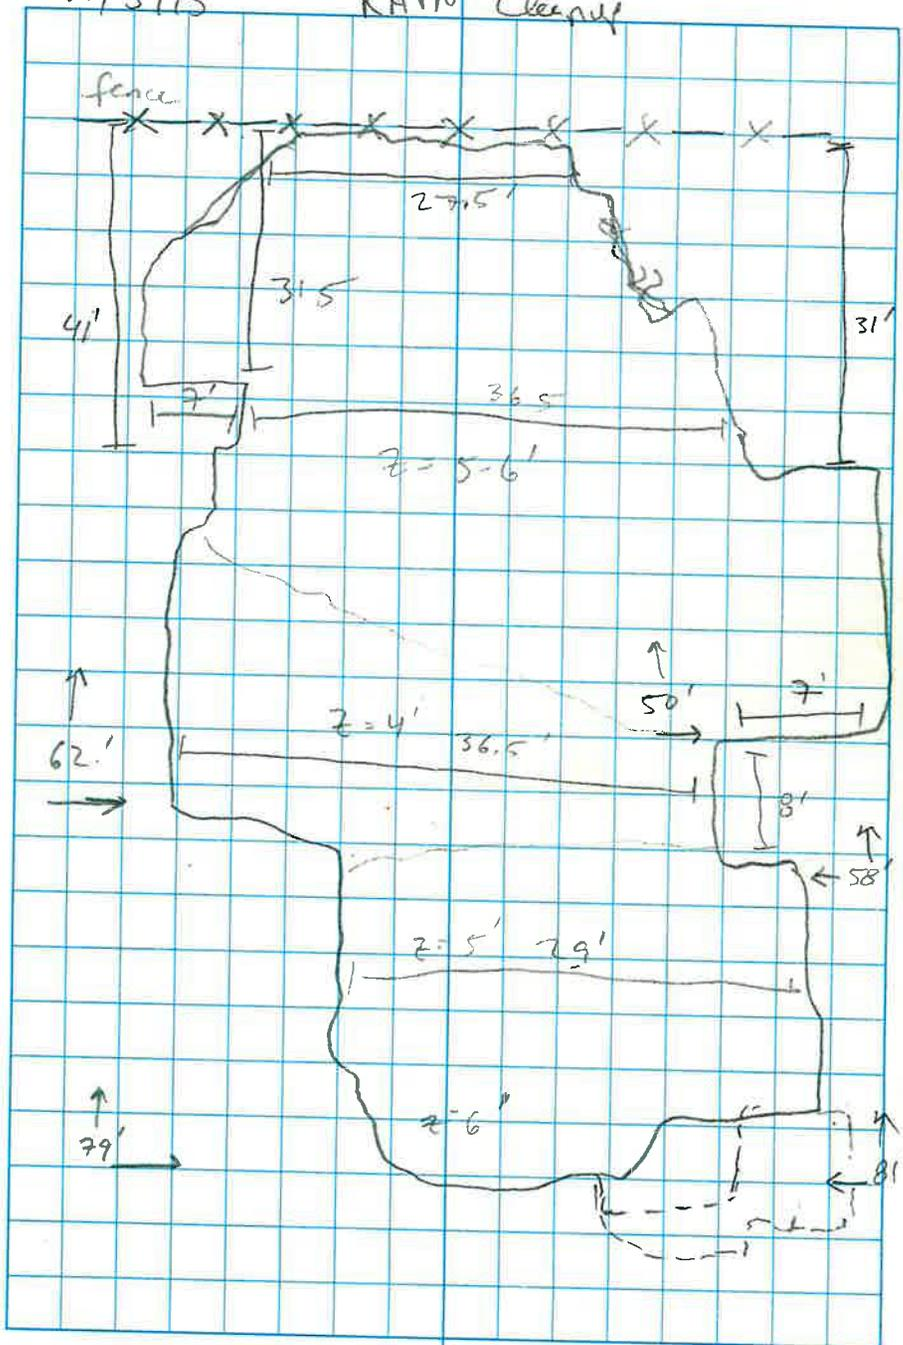 Cleanup
fence
27.5'
31.5
41'
31'
7'
36.5
Z = 5-6'
50'
7'
Z = 4'
36.5'
62'
8'
58'
Z = 5'
29'
Z = 6"
79'
81